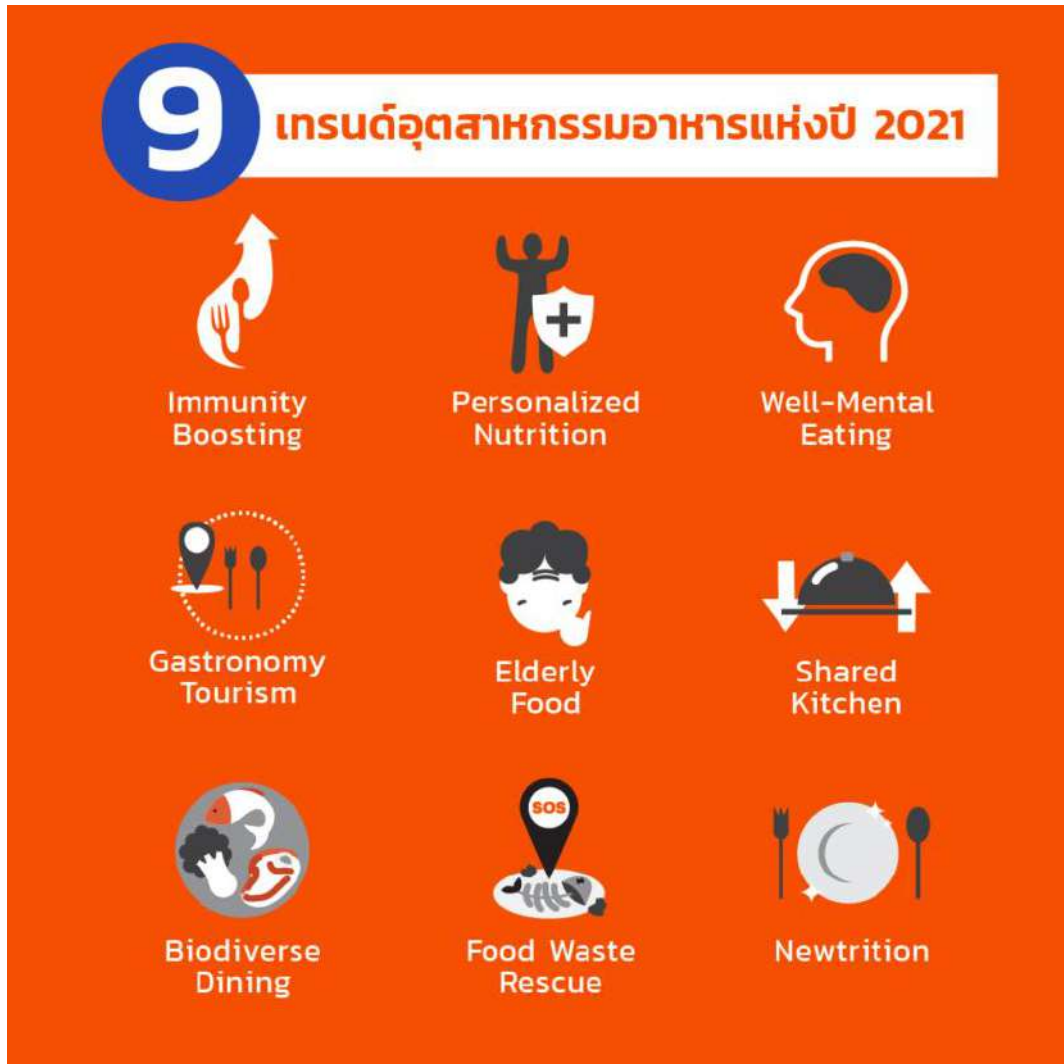 9
เทรนด์อุตสาหกรรมอาหารแห่งปี 2021
Immunity
Boosting
Personalized
Nutrition
Well-Mental
Eating
Gastronomy
Tourism
Elderly
Food
Shared
Kitchen
Biodiverse
Dining
SOS
Food Waste
Rescue
Newtrition